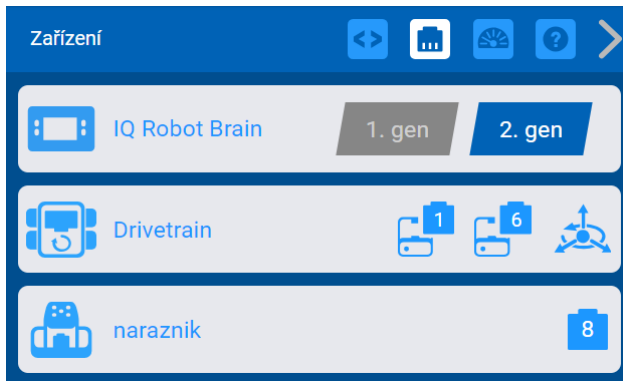 Zařízení
IQ Robot Brain 1. gen 2. gen
Drivetrain 1 6
naraznik 8